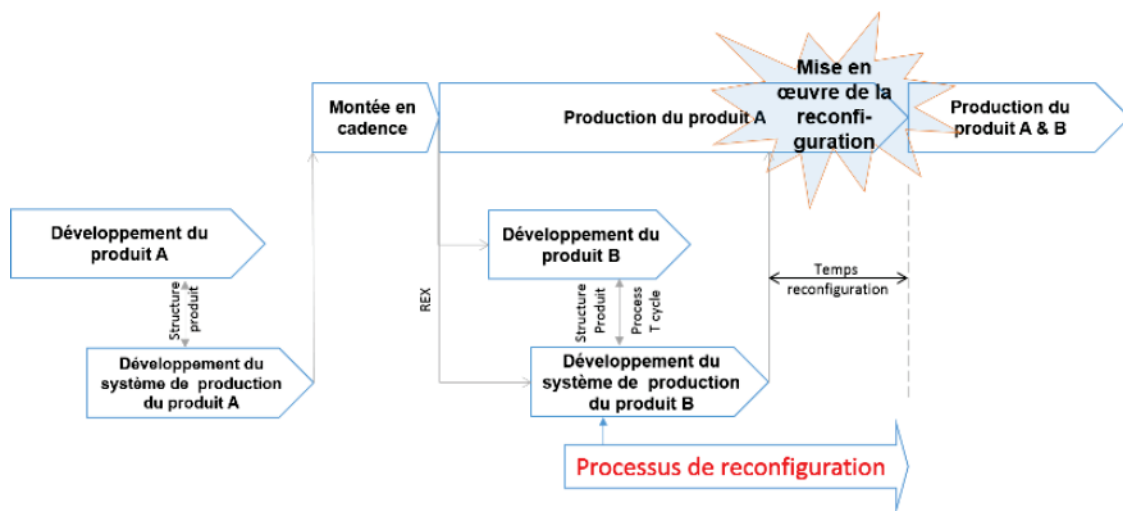 Mise en
œuvre de la
reconfi-
guration
Montée en
cadence
Production du produit A
Production du
produit A & B
Développement du
produit A
Développement du
produit B
Temps
reconfiguration
Structure
produit
REX
Structure
Produit
Process
T cycle
Développement du
système de production
du produit A
Développement du
système de production
du produit B
Processus de reconfiguration